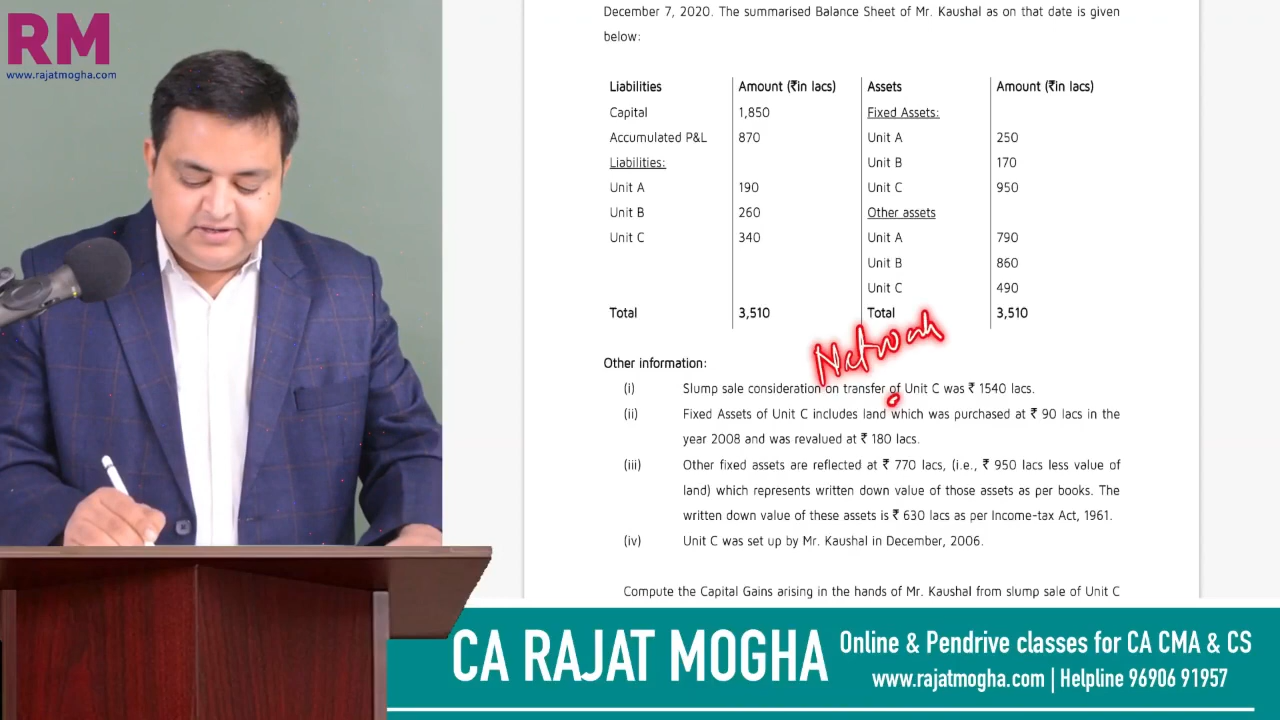 RM
www.rajatmogha.com
December 7, 2020. The summarised Balance Sheet of Mr. Kaushal as on that date is given
below:
Liabilities Amount (₹in lacs) Assets Amount (₹in lacs)
Capital 1,850 Fixed Assets:
Accumulated P&L 870 Unit A 250
Liabilities: Unit B 170
Unit A 190 Unit C 950
Unit B 260 Other assets
Unit C 340 Unit A 790
Unit B 860
Unit C 490
Total 3,510 Total 3,510
Other information:
(i) Slump sale consideration on transfer of Unit C was ₹ 1540 lacs.
(ii) Fixed Assets of Unit C includes land which was purchased at ₹ 90 lacs in the
year 2008 and was revalued at ₹ 180 lacs.
(iii) Other fixed assets are reflected at ₹ 770 lacs, (i.e., ₹ 950 lacs less value of
land) which represents written down value of those assets as per books. The
written down value of these assets is ₹ 630 lacs as per Income-tax Act, 1961.
(iv) Unit C was set up by Mr. Kaushal in December, 2006.
Compute the Capital Gains arising in the hands of Mr. Kaushal from slump sale of Unit C
CA RAJAT MOGHA
Online & Pendrive classes for CA CMA & CS
www.rajatmogha.com | Helpline 96906 91957